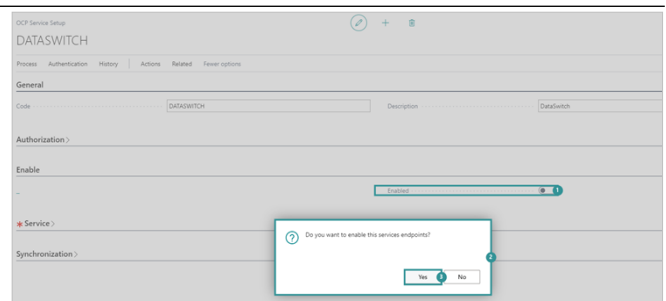 OCP Service Setup
DATASWITCH
Process Authentication History Actions Related Fewer options
General
Code DATASWITCH Description DataSwitch
Authorization >
Enable
_ Enabled 1
* Service >
Do you want to enable this services endpoints?
2
Synchronization >
Yes 3 No